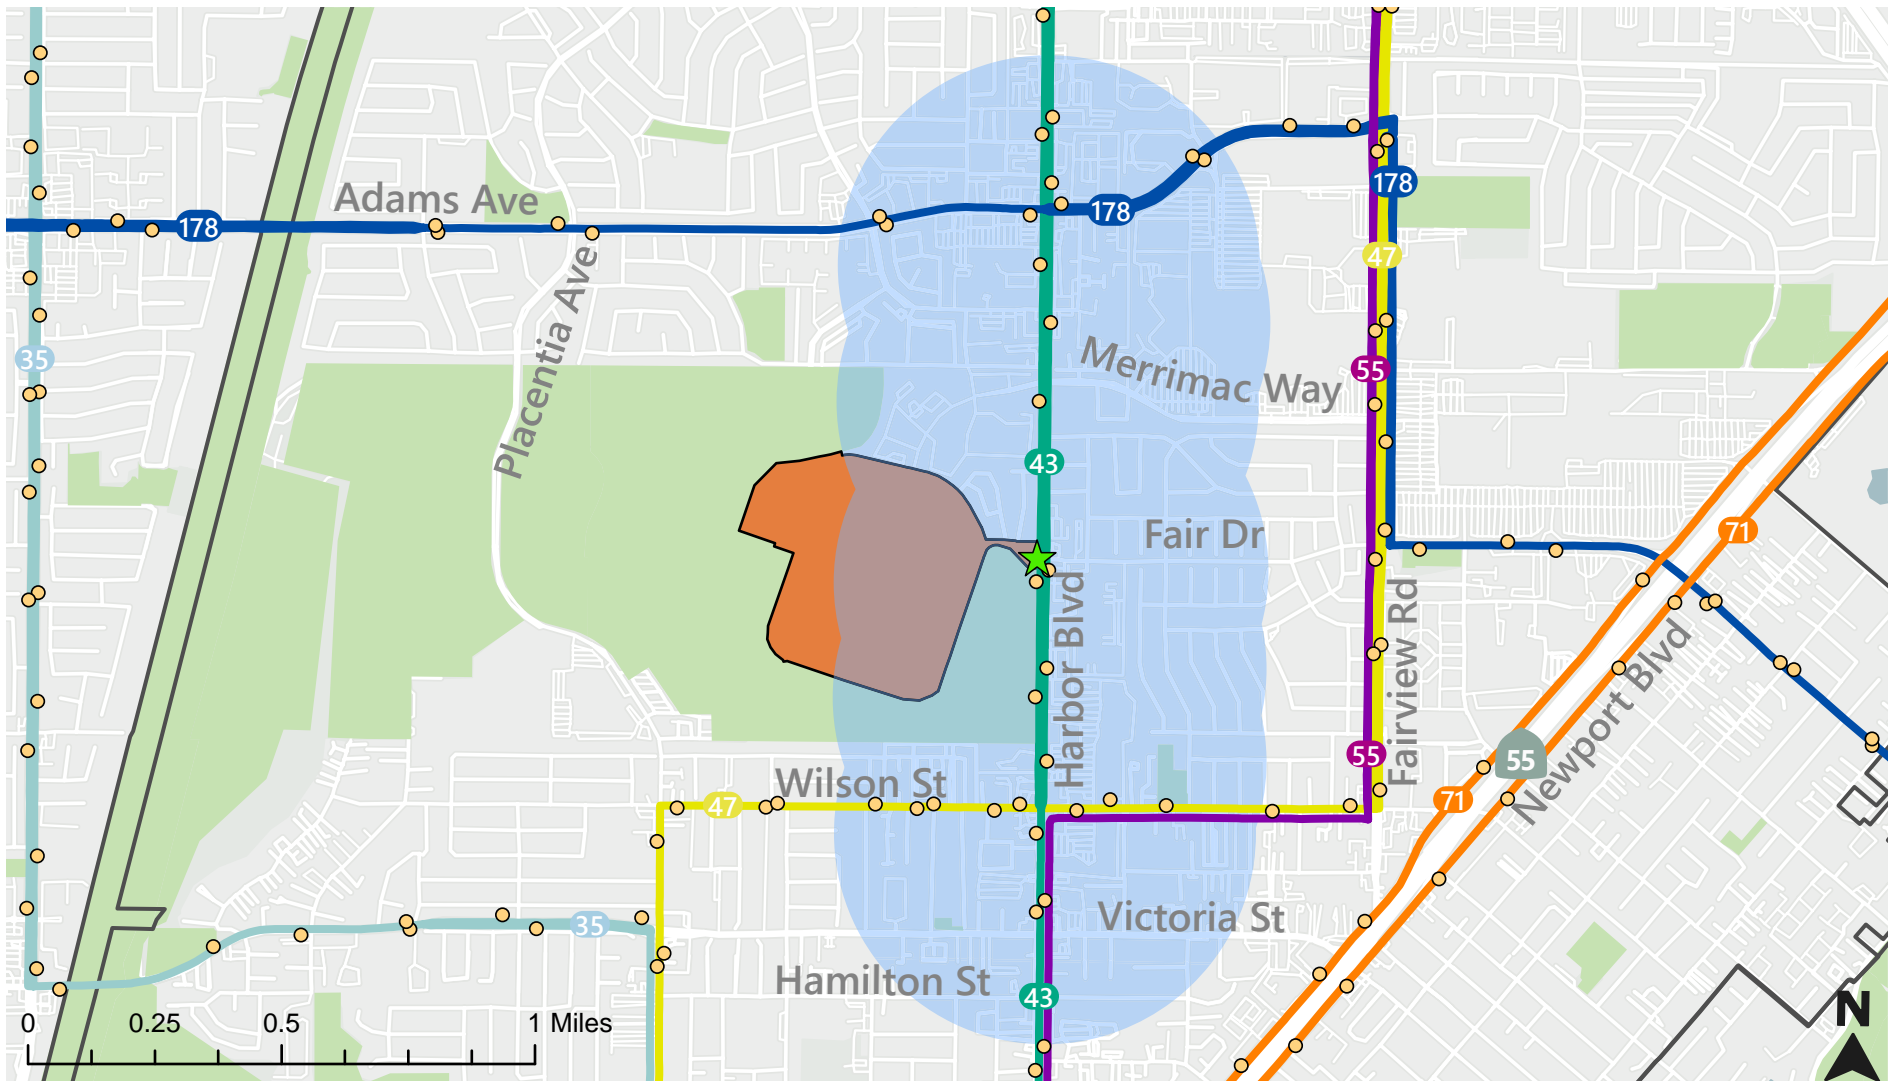 Adams Ave
178
178
178
47
Placentia Ave
35
Merrimac Way
55
43
Fair Dr
71
Harbor Blvd
Fairview Rd
Newport Blvd
55
55
Wilson St
47
71
Victoria St
35
Hamilton St
43
0 0.25 0.5 1 Miles
N